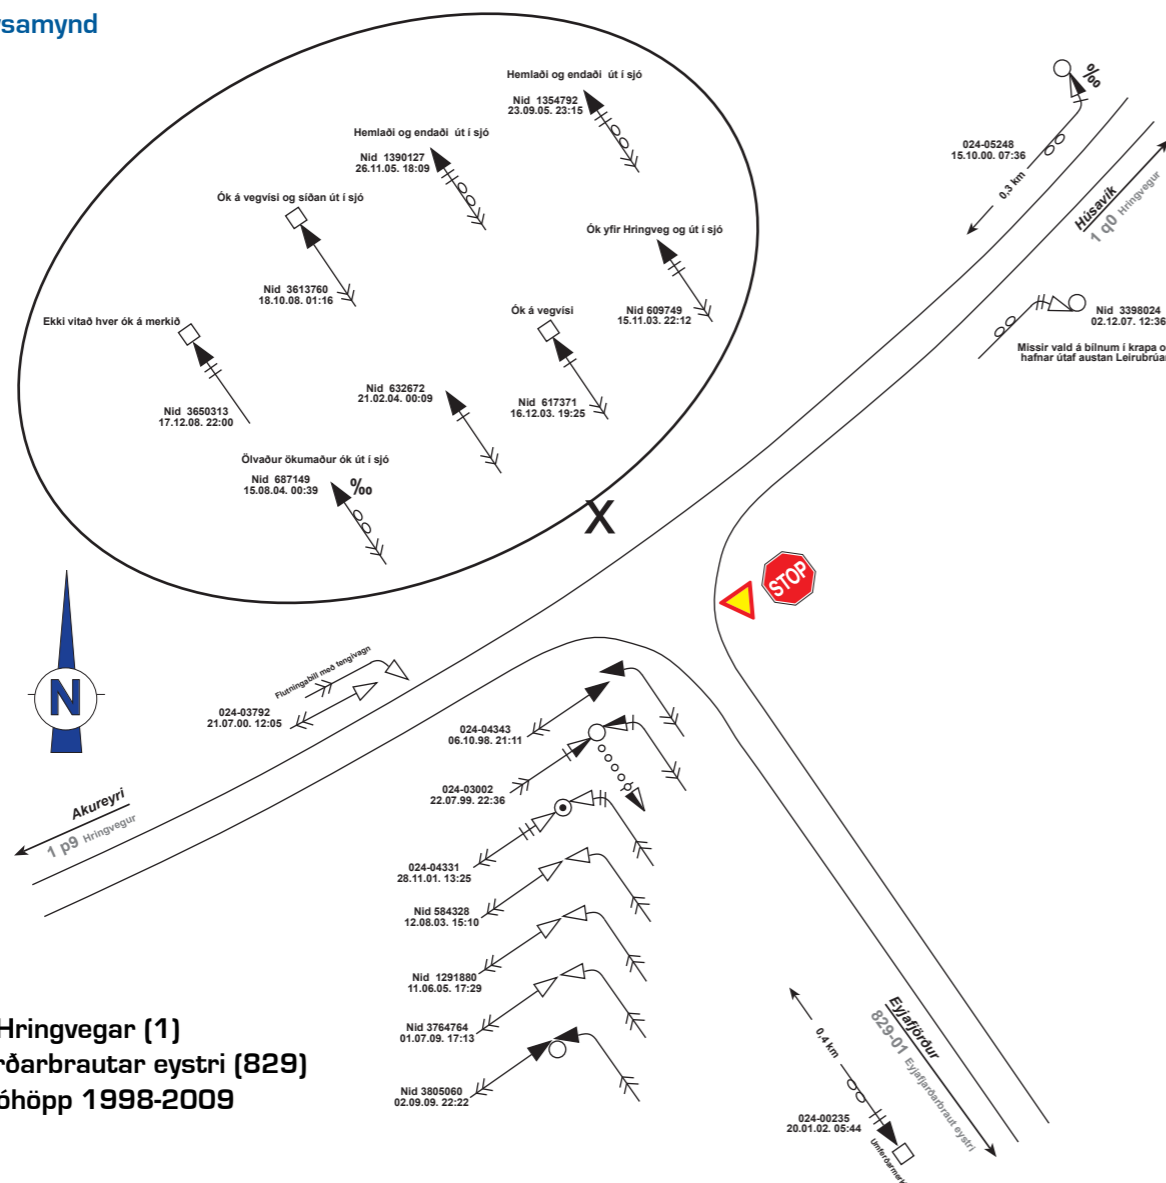 samynd
Hemlaði og endaði út í sjó
Nid 1354792
23.09.05. 23:15
Hemlaði og endaði út í sjó
Nid 1390127
26.11.05. 18:09
‰
024-05248
15.10.00. 07:36
0,3 km
Húsavík
1 q0 Hringvegur
Ók á vegvísi og síðan út í sjó
Nid 3613760
18.10.08. 01:16
Ók yfir Hringveg og út í sjó
Nid 609749
15.11.03. 22:12
Ekki vitað hver ók á merkið
Nid 3650313
17.12.08. 22:00
Ók á vegvísi
Nid 617371
16.12.03. 19:25
Nid 632672
21.02.04. 00:09
Nid 3398024
02.12.07. 12:36
Missir vald á bílnum í krapa o
hafnar útaf austan Leirubrúa
Ölvaður ökumaður ók út í sjó
Nid 687149
15.08.04. 00:39
‰
X
STOP
N
Flutningabíll með tengivagn
024-03792
21.07.00. 12:05
024-04343
06.10.98. 21:11
024-03002
22.07.99. 22:36
Akureyri
1 p9 Hringvegur
024-04331
28.11.01. 13:25
Nid 584328
12.08.03. 15:10
Nid 1291880
11.06.05. 17:29
Nid 3764764
01.07.09. 17:13
Nid 3805060
02.09.09. 22:22
Hringvegar (1)
rðarbrautar eystri (829)
óhöpp 1998-2009
Eyjafjörður
829-01 Eyjafjarðarbraut eystri
0,4 km
024-00235
20.01.02. 05:44
Umferðarmerk